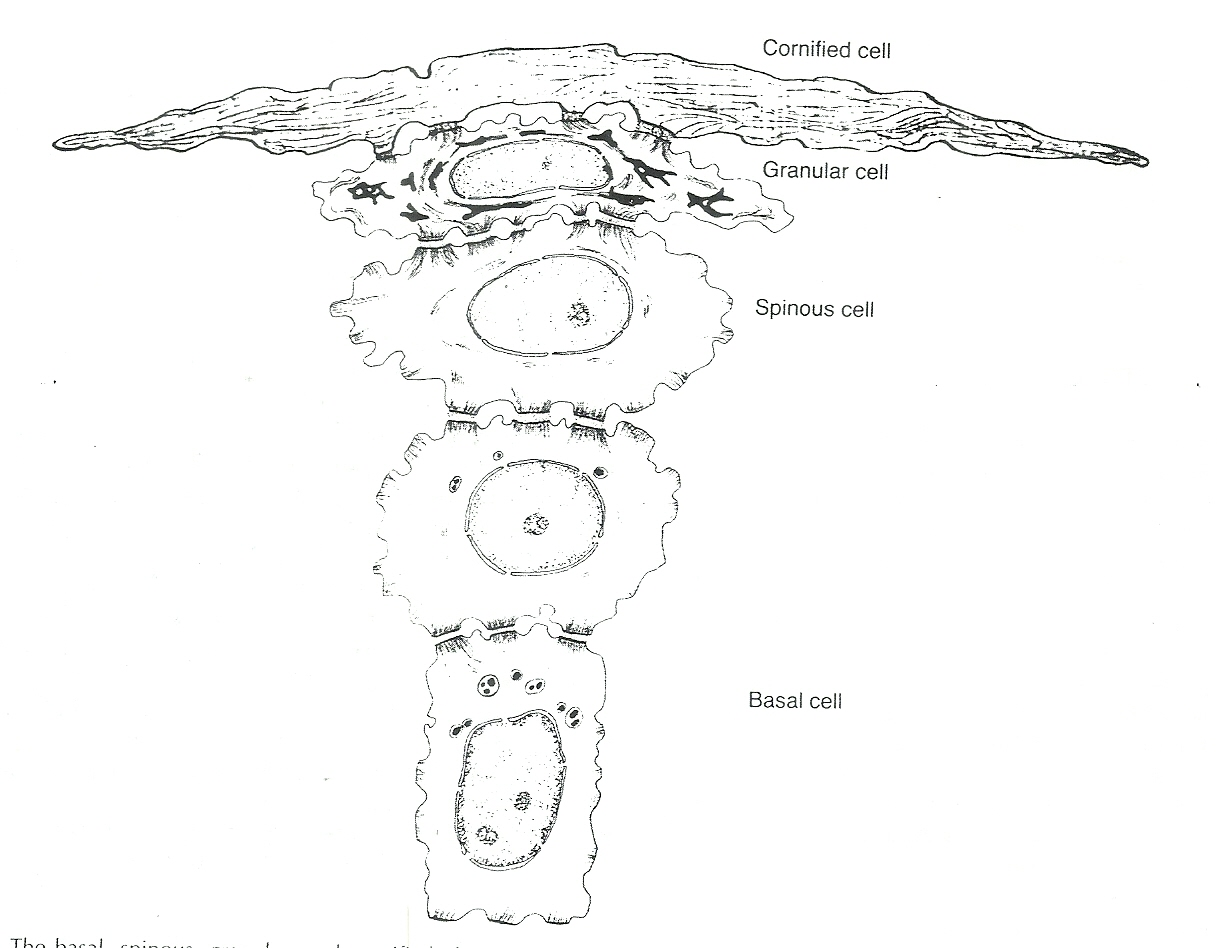 Cornified cell
Granular cell
Spinous cell
Basal cell
The basal, spinous